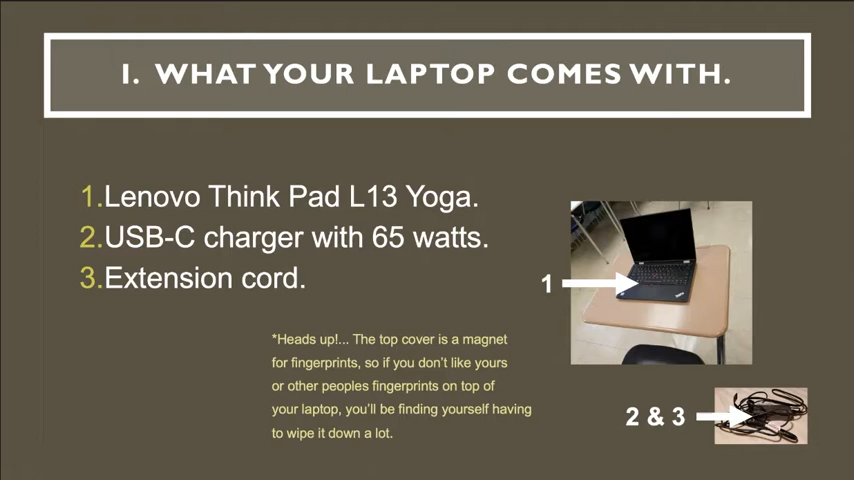 I. WHAT YOUR LAPTOP COMES WITH.
1.Lenovo Think Pad L13 Yoga.
2.USB-C charger with 65 watts.
3.Extension cord.
1
*Heads up!... The top cover is a magnet
for fingerprints, so if you don't like yours
or other peoples fingerprints on top of
your laptop, you'll be finding yourself having
to wipe it down a lot.
2 & 3